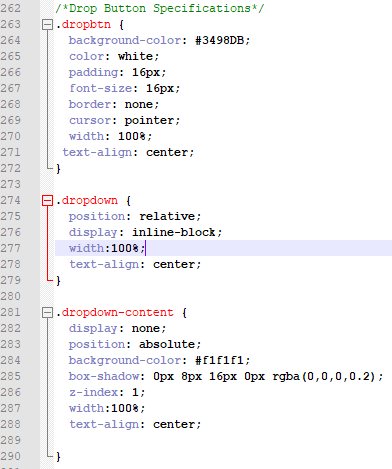 262 /*Drop Button Specifications*/
263 .dropbtn {
264 background-color: #3498DB;
265 color: white;
266 padding: 16px;
267 font-size: 16px;
268 border: none;
269 cursor: pointer;
270 width: 100%;
271 text-align: center;
272 }
273
274 .dropdown {
275 position: relative;
276 display: inline-block;
277 width:100%;
278 text-align: center;
279 }
280
281 .dropdown-content {
282 display: none;
283 position: absolute;
284 background-color: #f1f1f1;
285 box-shadow: 0px 8px 16px 0px rgba(0,0,0,0.2);
286 z-index: 1;
287 width:100%;
288 text-align: center;
289
290 }